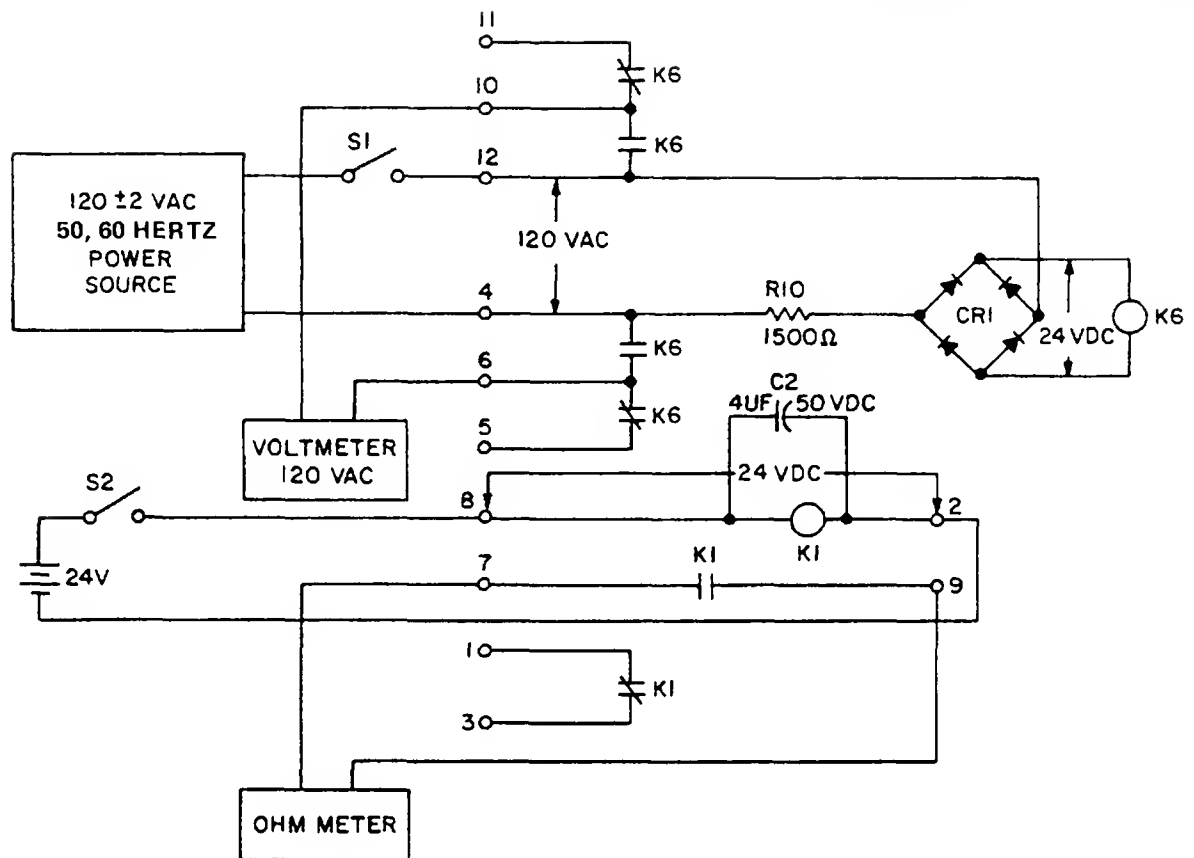 11
K6
10
K6
S1
12
120 ±2 VAC
50, 60 HERTZ
POWER
SOURCE
120 VAC
4
R10
1500Ω
CR1
24 VDC
K6
K6
6
K6
5
C2
4UF 50 VDC
VOLTMETER
120 VAC
24 VDC
S2
8
2
K1
24V
7
K1
9
1
K1
3
OHM METER